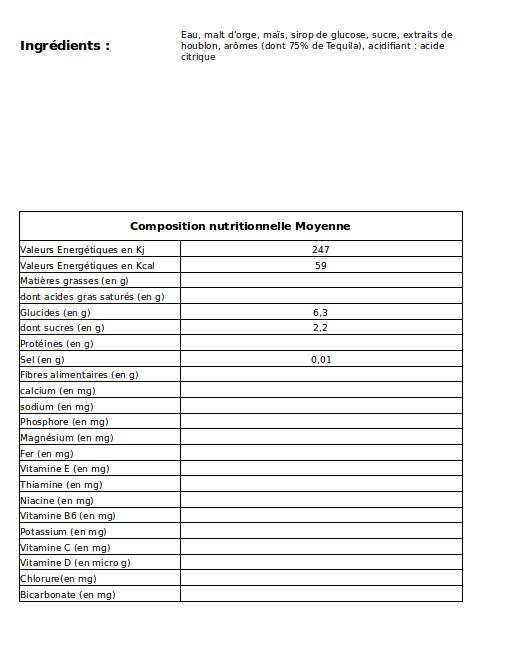 Ingrédients :
Eau, malt d'orge, maïs, sirop de glucose, sucre, extraits de
houblon, arômes (dont 75% de Tequila), acidifiant : acide
citrique
Composition nutritionnelle Moyenne
Valeurs Energétiques en Kj 247
Valeurs Energétiques en Kcal 59
Matières grasses (en g)
dont acides gras saturés (en g)
Glucides (en g) 6,3
dont sucres (en g) 2,2
Protéines (en g)
Sel (en g) 0,01
Fibres alimentaires (en g)
calcium (en mg)
sodium (en mg)
Phosphore (en mg)
Magnésium (en mg)
Fer (en mg)
Vitamine E (en mg)
Thiamine (en mg)
Niacine (en mg)
Vitamine B6 (en mg)
Potassium (en mg)
Vitamine C (en mg)
Vitamine D (en micro g)
Chlorure(en mg)
Bicarbonate (en mg)